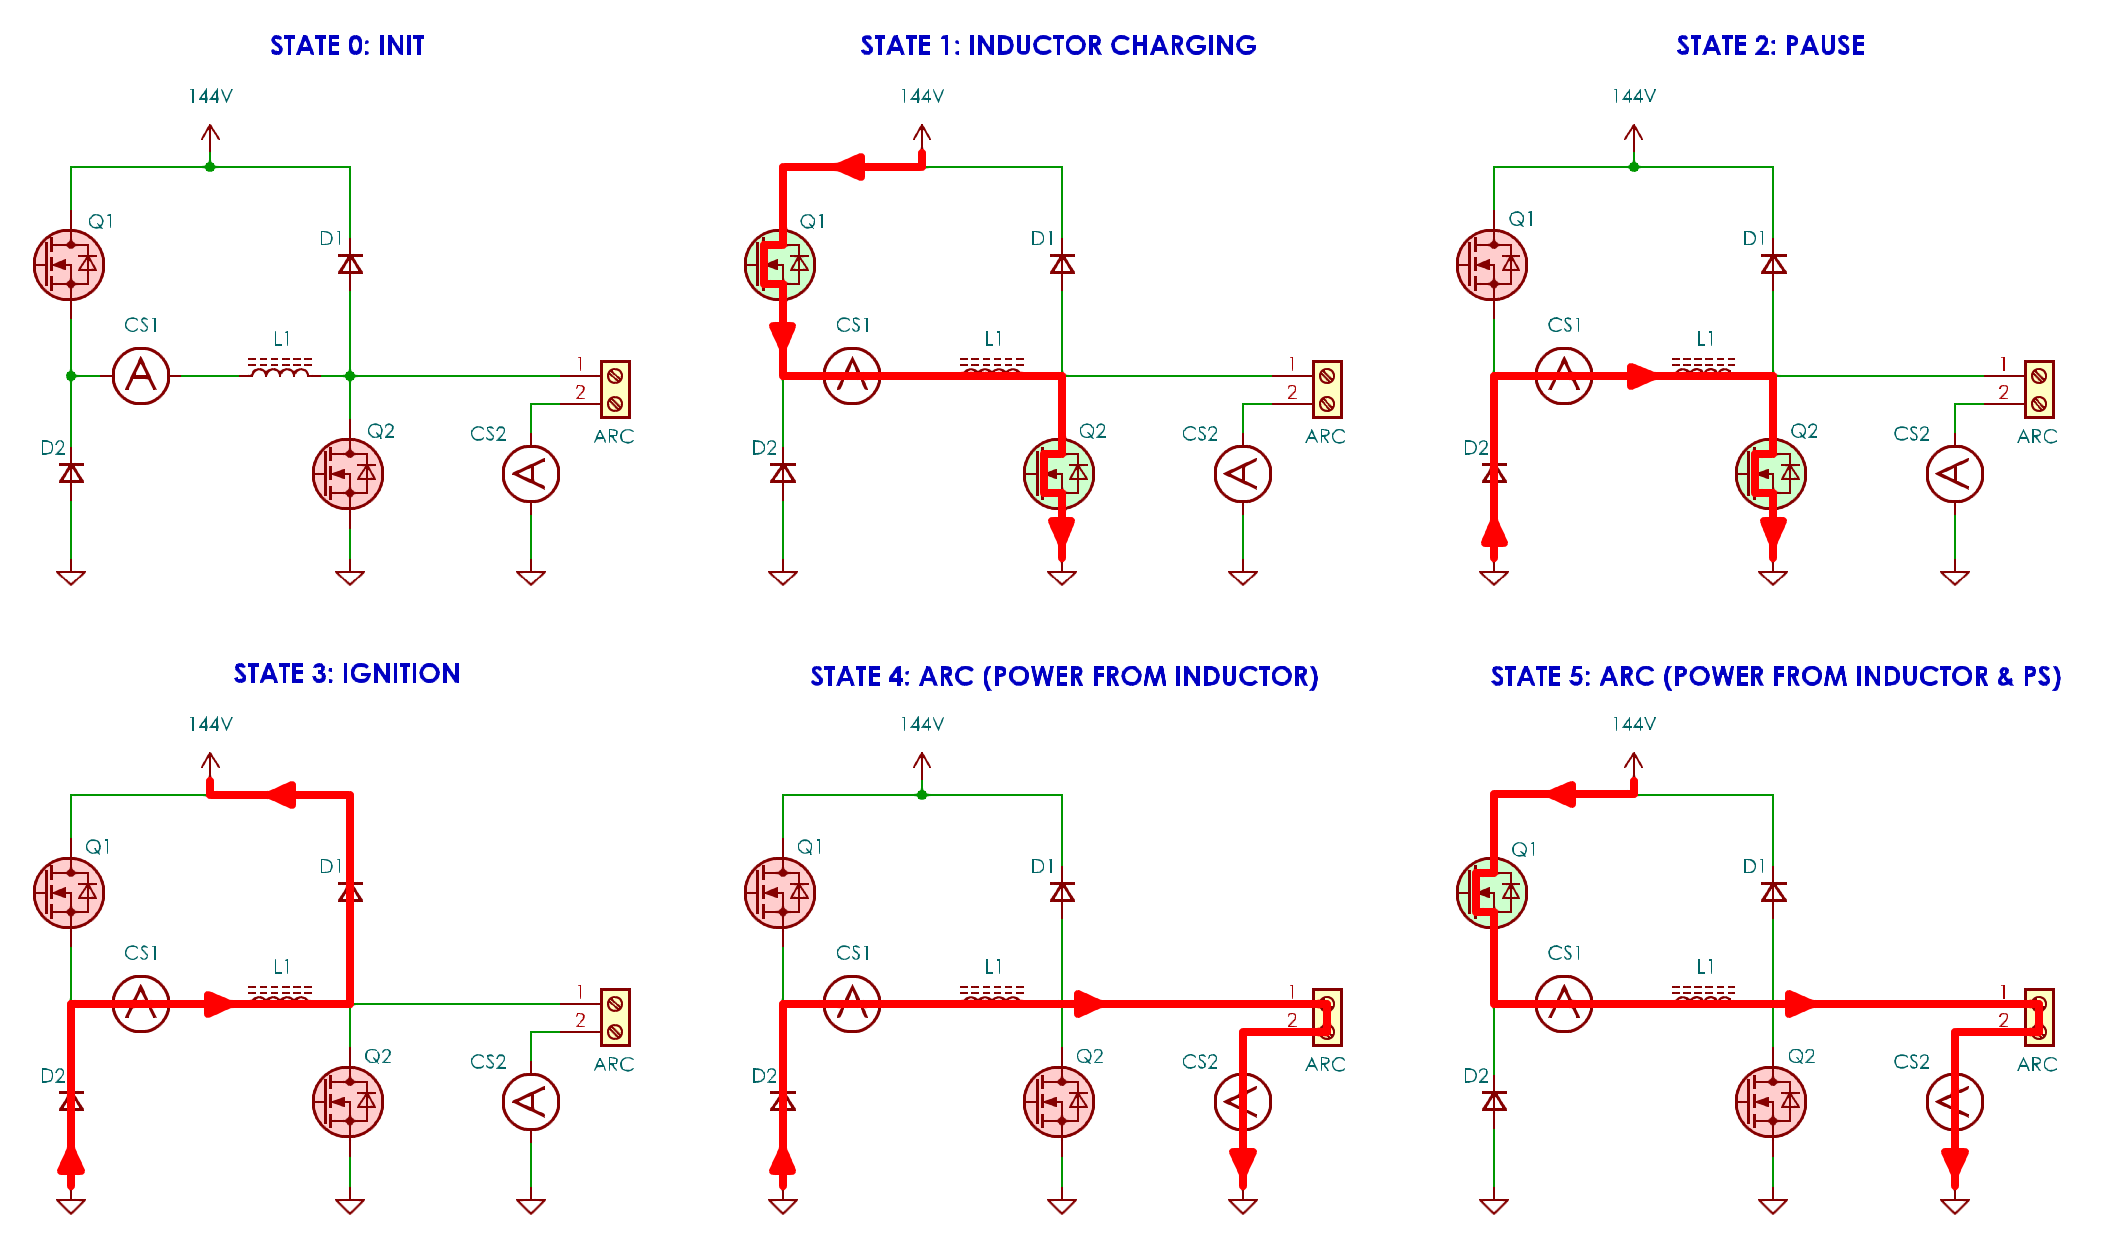 STATE 0: INIT
144V
Q1
D1
CS1
L1
1
2
ARC
D2
Q2
CS2
A
A
STATE 1: INDUCTOR CHARGING
144V
Q1
D1
CS1
L1
1
2
ARC
D2
Q2
CS2
A
A
STATE 2: PAUSE
144V
Q1
D1
CS1
L1
1
2
ARC
D2
Q2
CS2
A
A
STATE 3: IGNITION
144V
Q1
D1
CS1
L1
1
2
ARC
D2
Q2
CS2
A
A
STATE 4: ARC (POWER FROM INDUCTOR)
144V
Q1
D1
CS1
L1
1
2
ARC
D2
Q2
CS2
A
A
STATE 5: ARC (POWER FROM INDUCTOR & PS)
144V
Q1
D1
CS1
L1
1
2
ARC
D2
Q2
CS2
A
A